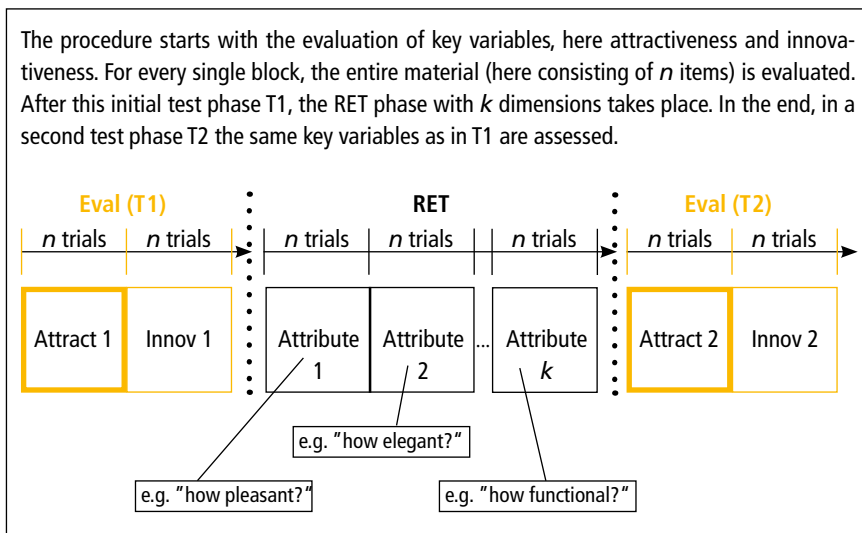 The procedure starts with the evaluation of key variables, here attractiveness and innova-
tiveness. For every single block, the entire material (here consisting of n items) is evaluated.
After this initial test phase T1, the RET phase with k dimensions takes place. In the end, in a
second test phase T2 the same key variables as in T1 are assessed.
Eval (T1) RET Eval (T2)
n trials n trials n trials n trials n trials n trials n trials
Attract 1 Innov 1 Attribute 1 Attribute 2 ... Attribute k Attract 2 Innov 2
e.g. "how elegant?"
e.g. "how pleasant?" e.g. "how functional?"